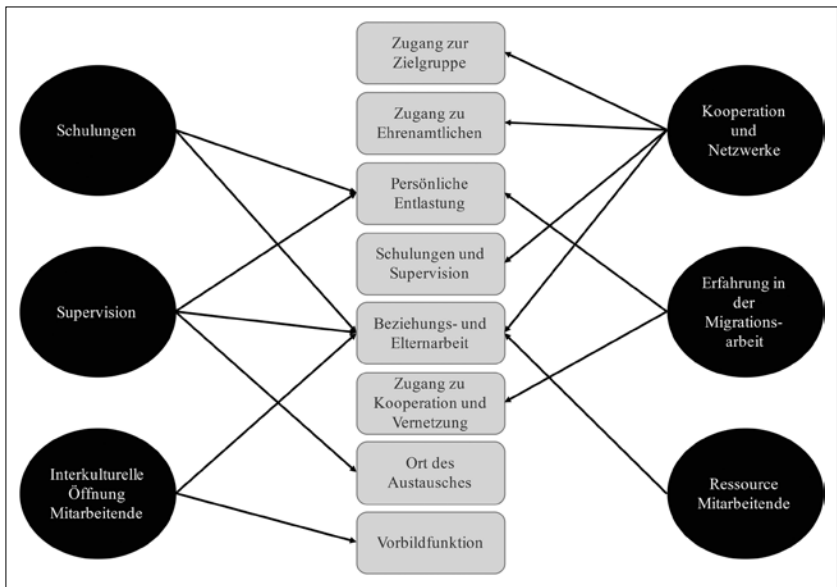 Schulungen
Supervision
Interkulturelle
Öffnung
Mitarbeitende
Zugang zur
Zielgruppe
Zugang zu
Ehrenamtlichen
Persönliche
Entlastung
Schulungen und
Supervision
Beziehungs- und
Elternarbeit
Zugang zu
Kooperation und
Vernetzung
Ort des
Austausches
Vorbildfunktion
Kooperation
und
Netzwerke
Erfahrung in
der
Migrations-
arbeit
Ressource
Mitarbeitende